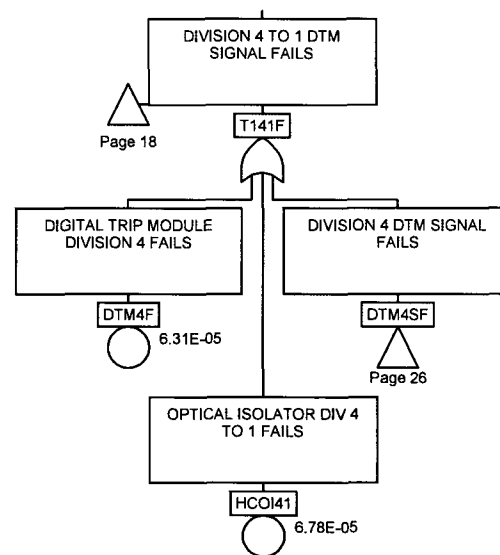 DIVISION 4 TO 1 DTM
SIGNAL FAILS
Page 18
T141F
DIGITAL TRIP MODULE
DIVISION 4 FAILS
DIVISION 4 DTM SIGNAL
FAILS
DTM4F
6.31E-05
DTM4SF
Page 26
OPTICAL ISOLATOR DIV 4
TO 1 FAILS
HCOI41
6.78E-05